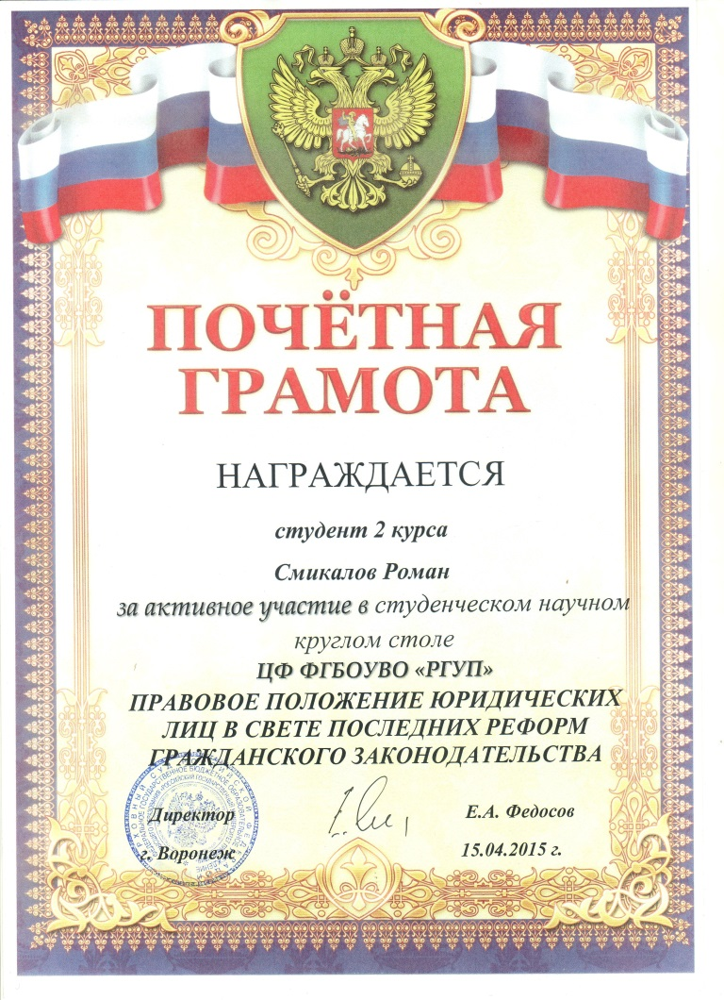 ПОЧЁТНАЯ
ГРАМОТА
НАГРАЖДАЕТСЯ
студент 2 курса
Смикалов Роман
за активное участие в студенческом научном
круглом столе
ЦФ ФГБОУВО «РГУП»
ПРАВОВОЕ ПОЛОЖЕНИЕ ЮРИДИЧЕСКИХ
ЛИЦ В СВЕТЕ ПОСЛЕДНИХ РЕФОРМ
ГРАЖДАНСКОГО ЗАКОНОДАТЕЛЬСТВА
Директор Е.А. Федосов
г. Воронеж 15.04.2015 г.